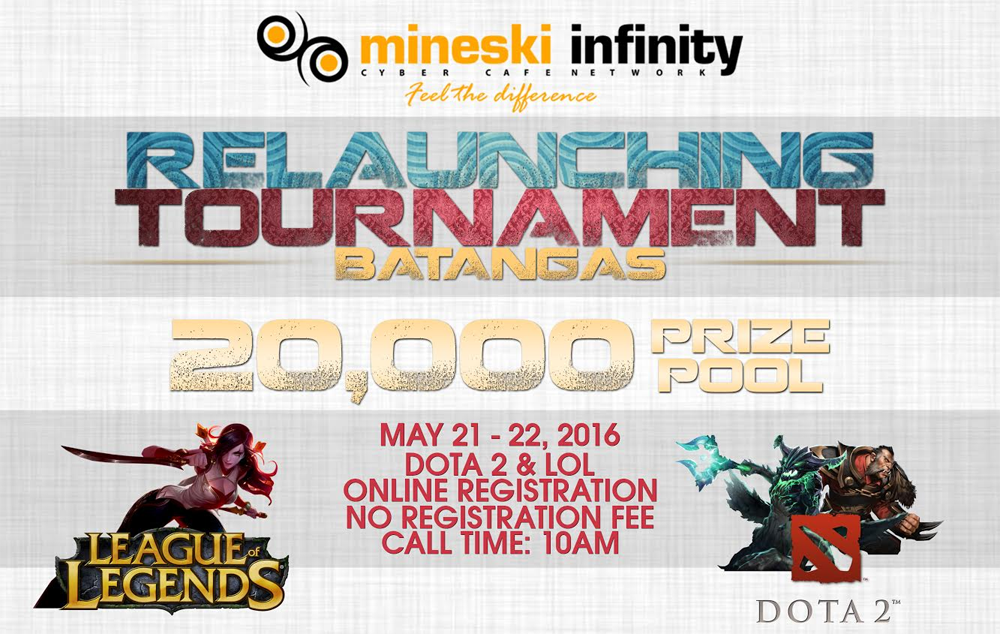 mineski infinity
CYBER CAFE NETWORK
Feel the difference
RELAUNCHING
TOURNAMENT
BATANGAS
20,000 PRIZE POOL
MAY 21 - 22, 2016
DOTA 2 & LOL
ONLINE REGISTRATION
NO REGISTRATION FEE
CALL TIME: 10AM
LEAGUE of
LEGENDS
DOTA 2™